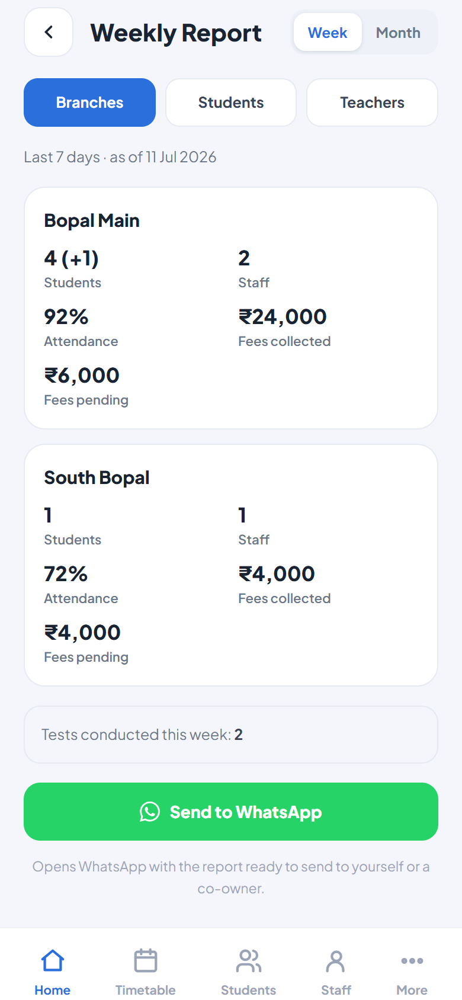 Weekly Report
Week
Month
Branches
Students
Teachers
Last 7 days · as of 11 Jul 2026
Bopal Main
4 (+1)
Students
2
Staff
92%
Attendance
₹24,000
Fees collected
₹6,000
Fees pending
South Bopal
1
Students
1
Staff
72%
Attendance
₹4,000
Fees collected
₹4,000
Fees pending
Tests conducted this week: 2
Send to WhatsApp
Opens WhatsApp with the report ready to send to yourself or a
co-owner.
Home
Timetable
Students
Staff
More